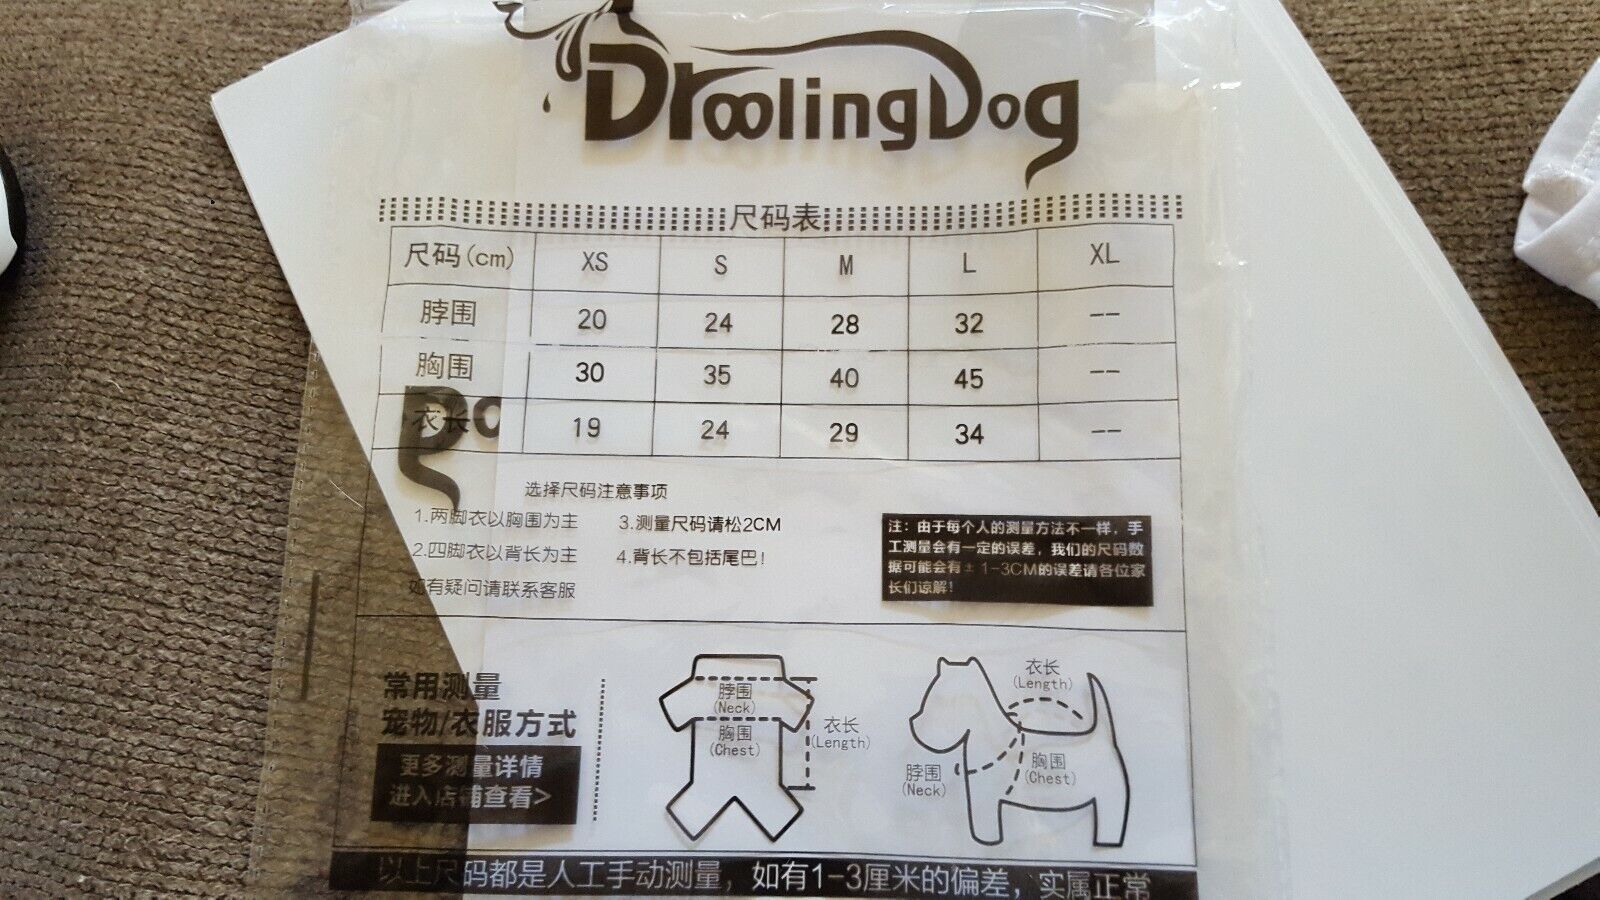 DroolingDog
尺码表
尺码(cm) XS S M L XL
脖围 20 24 28 32 --
胸围 30 35 40 45 --
衣长 19 24 29 34 --
选择尺码注意事项
1.两脚衣以胸围为主
2.四脚衣以背长为主
如有疑问请联系客服
3.测量尺码请松2CM
4.背长不包括尾巴!
注：由于每个人的测量方法不一样，手
工测量会有一定的误差，我们的尺码数
据可能会有± 1-3CM的误差请各位家
长们谅解!
常用测量
宠物/衣服方式
更多测量详情
进入店铺查看>
脖围
(Neck)
胸围
(Chest)
衣长
(Length)
衣长
(Length)
脖围
(Neck)
胸围
(Chest)
以上尺码都是人工手动测量，如有1-3厘米的偏差，实属正常